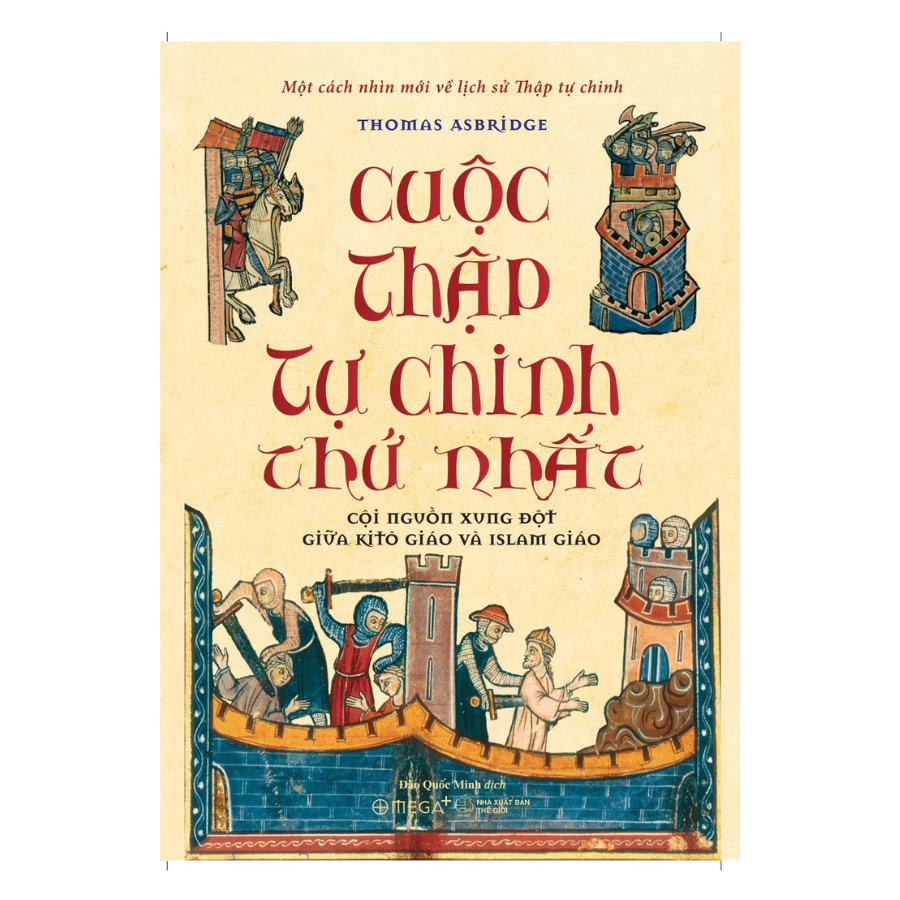 Một cách nhìn mới về lịch sử Thập tự chinh
THOMAS ASBRIDGE
CUỘC
THẬP
TỰ CHINH
THỨ NHẤT
CỘI NGUỒN XUNG ĐỘT
GIỮA KITÔ GIÁO VÀ ISLAM GIÁO
Đào Quốc Minh dịch
OMEGA+
NHÀ XUẤT BẢN
THẾ GIỚI